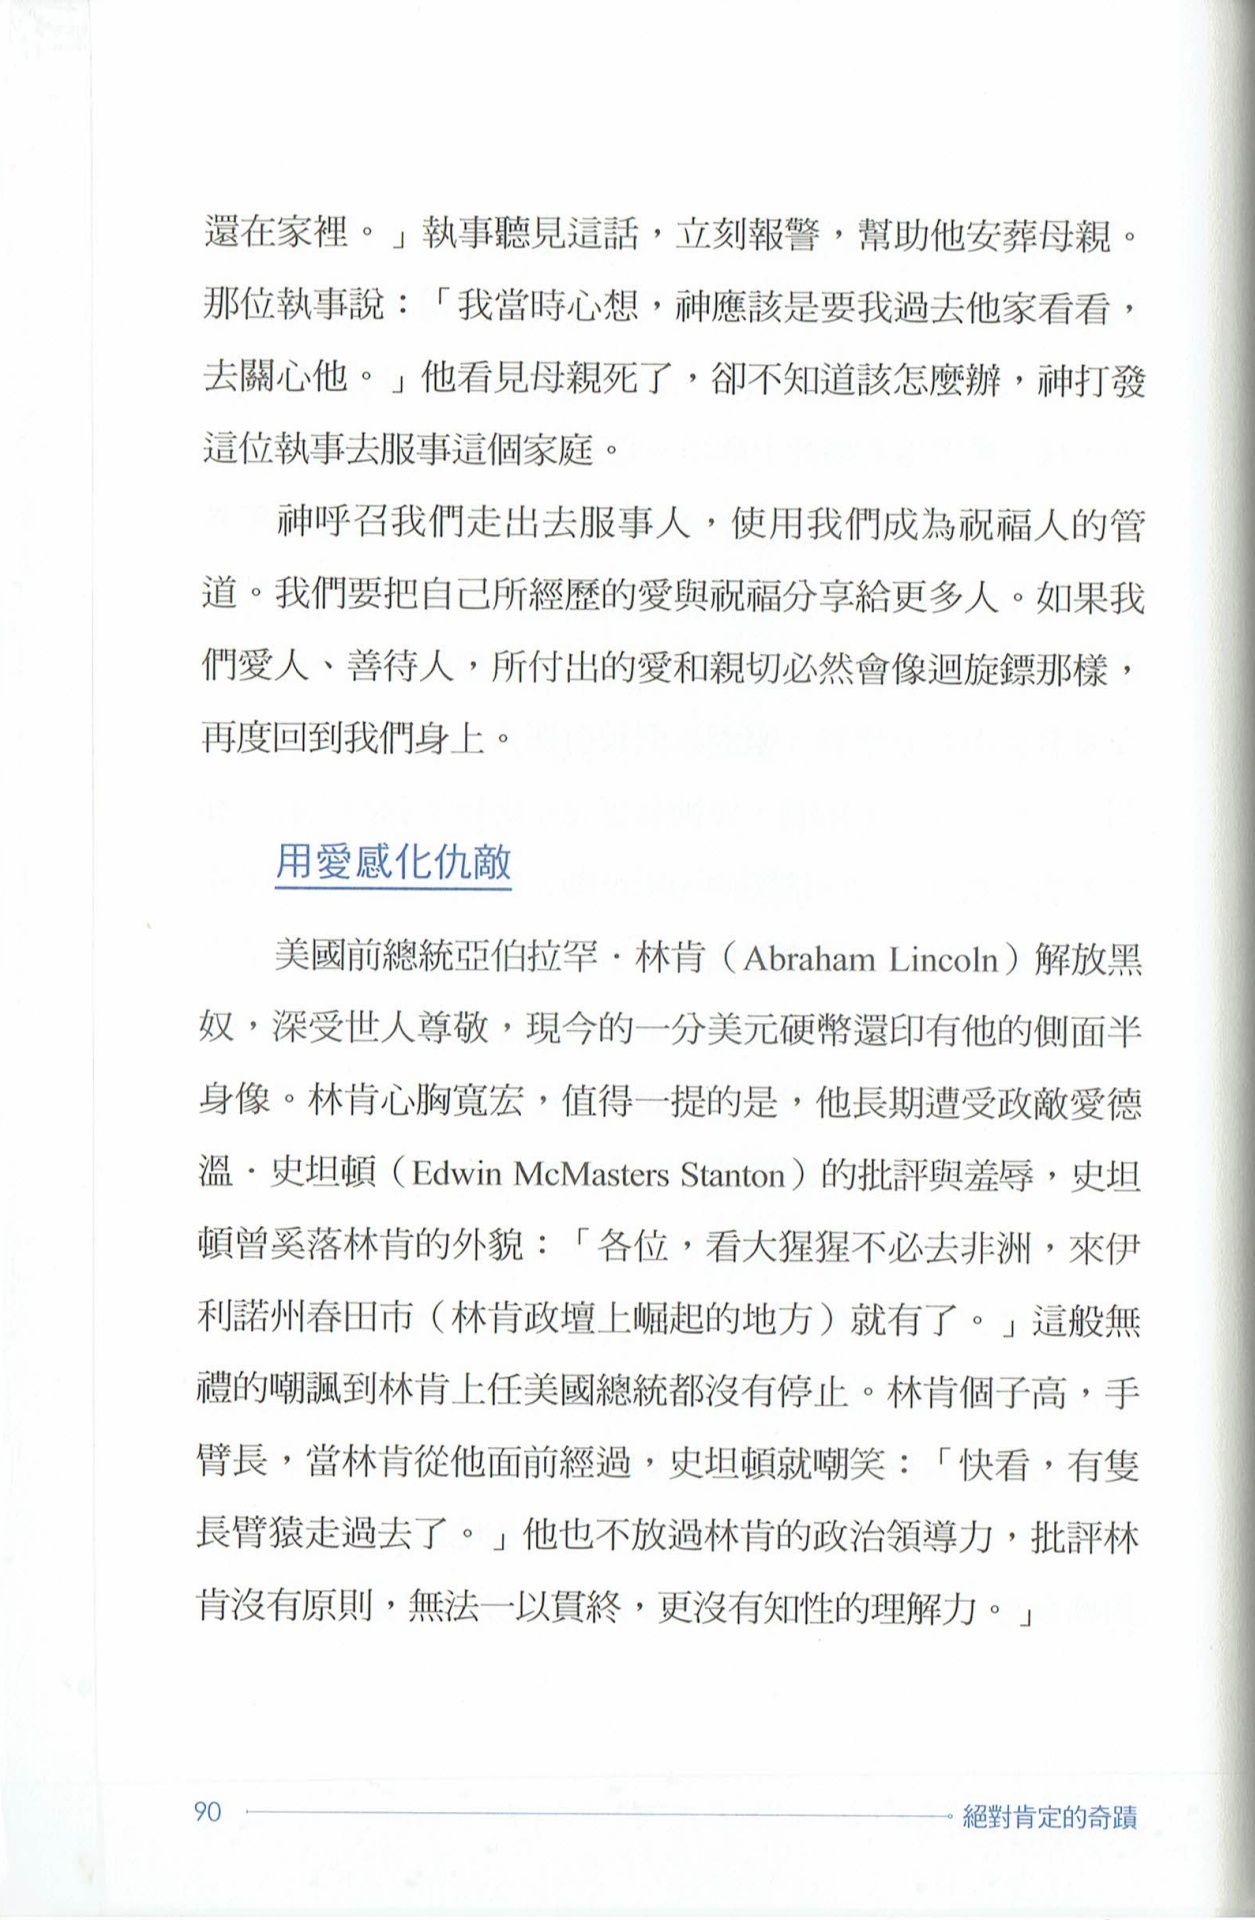 還在家裡。」執事聽見這話，立刻報警，幫助他安葬母親。
那位執事說：「我當時心想，神應該是要我過去他家看看，
去關心他。」他看見母親死了，卻不知道該怎麼辦，神打發
這位執事去服事這個家庭。
神呼召我們走出去服事人，使用我們成為祝福人的管
道。我們要把自己所經歷的愛與祝福分享給更多人。如果我
們愛人、善待人，所付出的愛和親切必然會像迴旋鏢那樣，
再度回到我們身上。
用愛感化仇敵
美國前總統亞伯拉罕．林肯（Abraham Lincoln）解放黑
奴，深受世人尊敬，現今的一分美元硬幣還印有他的側面半
身像。林肯心胸寬宏，值得一提的是，他長期遭受政敵愛德
溫．史坦頓（Edwin McMasters Stanton）的批評與羞辱，史坦
頓曾奚落林肯的外貌：「各位，看大猩猩不必去非洲，來伊
利諾州春田市（林肯政壇上崛起的地方）就有了。」這般無
禮的嘲諷到林肯上任美國總統都沒有停止。林肯個子高，手
臂長，當林肯從他面前經過，史坦頓就嘲笑：「快看，有隻
長臂猿走過去了。」他也不放過林肯的政治領導力，批評林
肯沒有原則，無法一以貫終，更沒有知性的理解力。」
90 絕對肯定的奇蹟